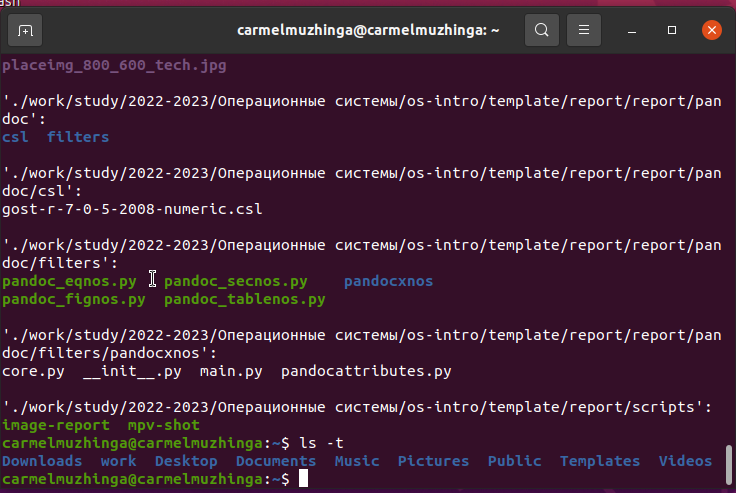 ash
carmelmuzhinga@carmelmuzhinga: ~
placeimg_800_600_tech.jpg
'./work/study/2022-2023/Операционные системы/os-intro/template/report/report/pan
doc':
csl  filters
'./work/study/2022-2023/Операционные системы/os-intro/template/report/report/pan
doc/csl':
gost-r-7-0-5-2008-numeric.csl
'./work/study/2022-2023/Операционные системы/os-intro/template/report/report/pan
doc/filters':
pandoc_eqnos.py   pandoc_secnos.py    pandocxnos
pandoc_fignos.py  pandoc_tablenos.py
'./work/study/2022-2023/Операционные системы/os-intro/template/report/report/pan
doc/filters/pandocxnos':
core.py  __init__.py  main.py  pandocattributes.py
'./work/study/2022-2023/Операционные системы/os-intro/template/report/scripts':
image-report  mpv-shot
carmelmuzhinga@carmelmuzhinga:~$ ls -t
Downloads  work  Desktop  Documents  Music  Pictures  Public  Templates  Videos
carmelmuzhinga@carmelmuzhinga:~$